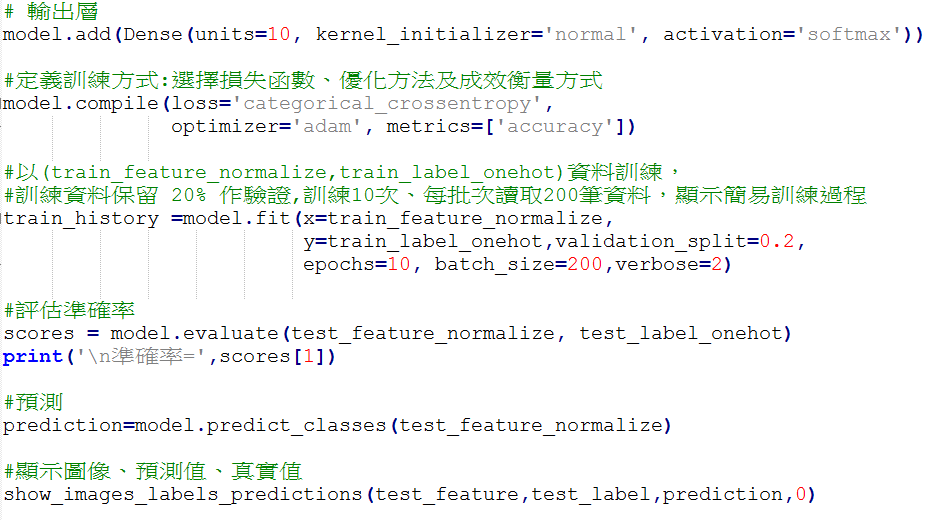 # 輸出層
model.add(Dense(units=10, kernel_initializer='normal', activation='softmax'))
#定義訓練方式:選擇損失函數、優化方法及成效衡量方式
model.compile(loss='categorical_crossentropy',
optimizer='adam', metrics=['accuracy'])
#以(train_feature_normalize,train_label_onehot)資料訓練，
#訓練資料保留 20% 作驗證,訓練10次、每批次讀取200筆資料，顯示簡易訓練過程
train_history =model.fit(x=train_feature_normalize,
y=train_label_onehot,validation_split=0.2,
epochs=10, batch_size=200,verbose=2)
#評估準確率
scores = model.evaluate(test_feature_normalize, test_label_onehot)
print('\n準確率=',scores[1])
#預測
prediction=model.predict_classes(test_feature_normalize)
#顯示圖像、預測值、真實值
show_images_labels_predictions(test_feature,test_label,prediction,0)